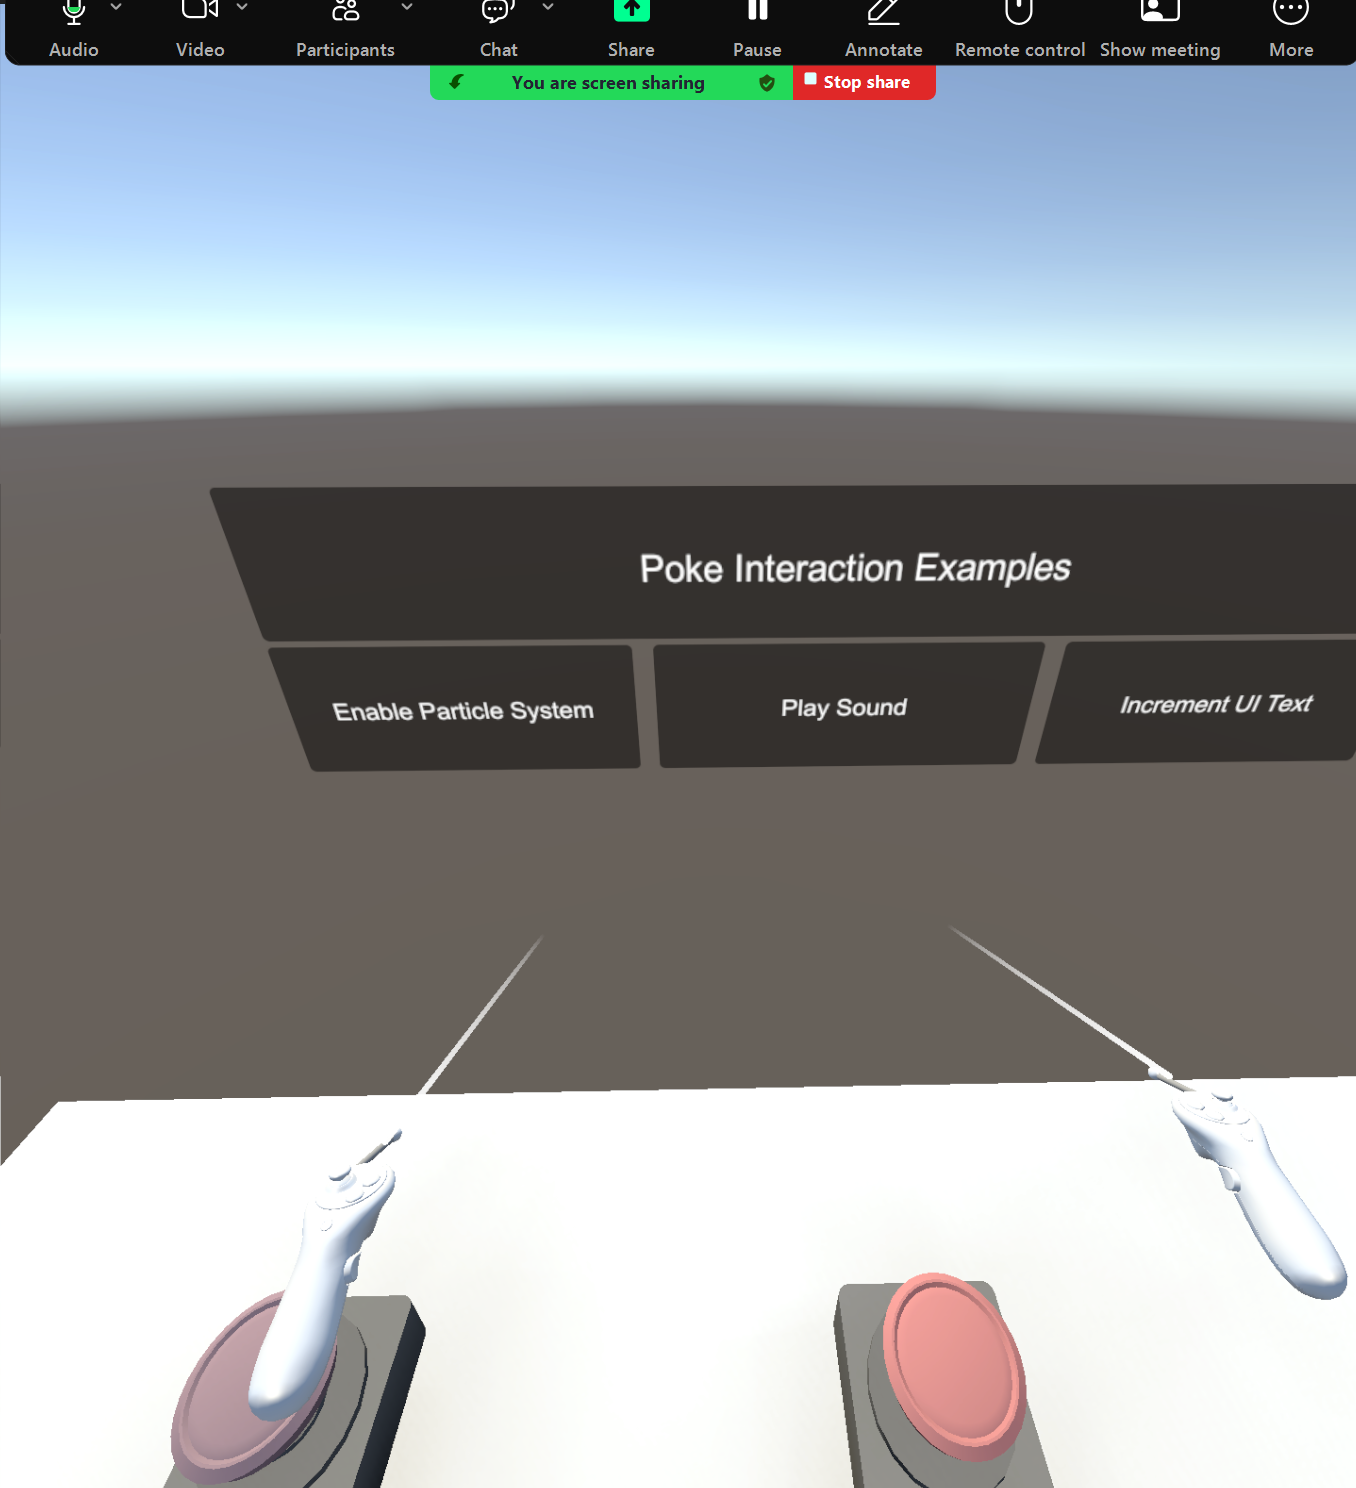 Audio
Video
Participants
Chat
Share
Pause
Annotate
Remote control
Show meeting
More
You are screen sharing
Stop share
Poke Interaction Examples
Enable Particle System
Play Sound
Increment UI Text